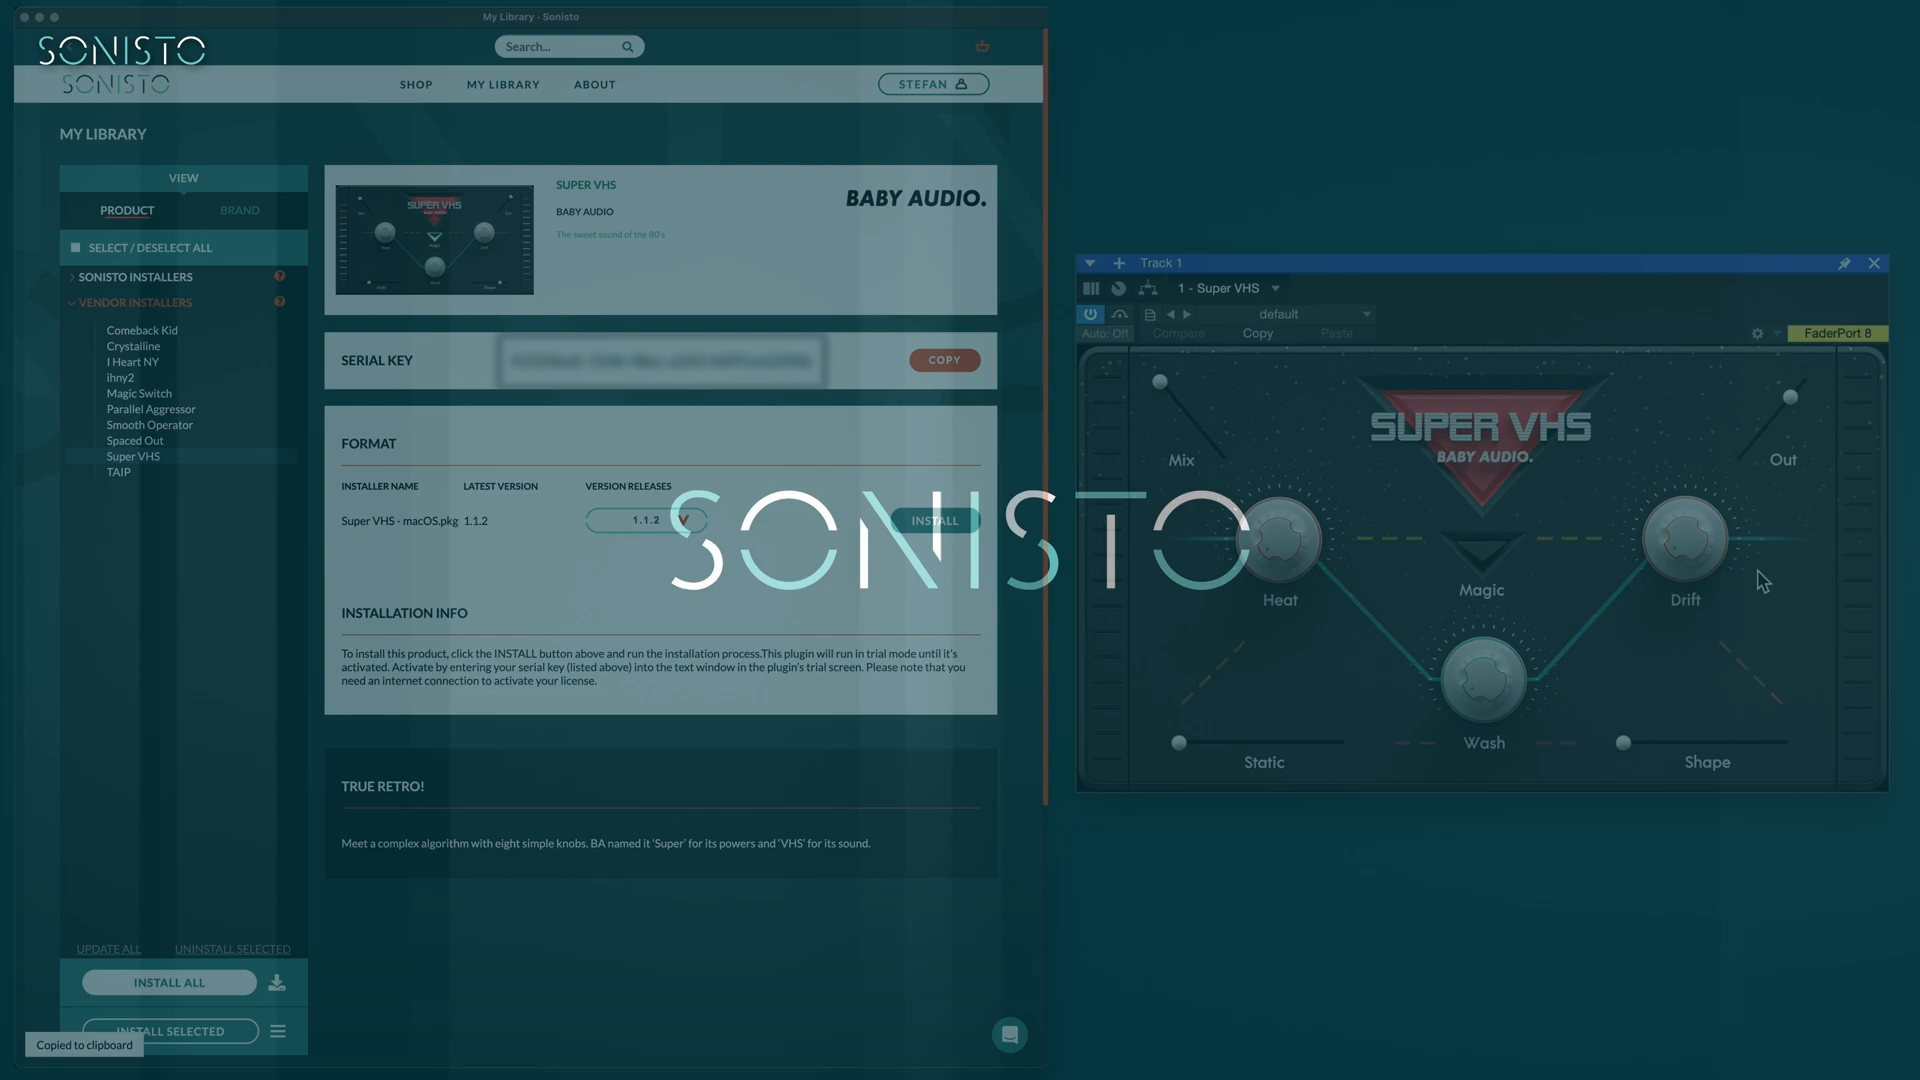 My Library - Sonisto
SONISTO
Search...
SONISTO
SHOP
MY LIBRARY
ABOUT
STEFAN
MY LIBRARY
VIEW
PRODUCT
BRAND
SELECT / DESELECT ALL
SONISTO INSTALLERS
VENDOR INSTALLERS
Comeback Kid
Crystalline
I Heart NY
ihny2
Magic Switch
Parallel Aggressor
Smooth Operator
Spaced Out
Super VHS
TAIP
UPDATE ALL
UNINSTALL SELECTED
INSTALL ALL
INSTALL SELECTED
Copied to clipboard
SUPER VHS
BABY AUDIO
SUPER VHS
BABY AUDIO
The sweet sound of the 80's
BABY AUDIO.
SERIAL KEY
COPY
FORMAT
INSTALLER NAME
LATEST VERSION
VERSION RELEASES
Super VHS - macOS.pkg
1.1.2
1.1.2
INSTALL
INSTALLATION INFO
To install this product, click the INSTALL button above and run the installation process.This plugin will run in trial mode until it's
activated. Activate by entering your serial key (listed above) into the text window in the plugin's trial screen. Please note that you
need an internet connection to activate your license.
TRUE RETRO!
Meet a complex algorithm with eight simple knobs. BA named it 'Super' for its powers and 'VHS' for its sound.
SONISTO
Track 1
1 - Super VHS
default
Auto: Off
Compare
Copy
Paste
FaderPort 8
SUPER VHS
BABY AUDIO.
Mix
Out
Heat
Magic
Drift
Wash
Static
Shape